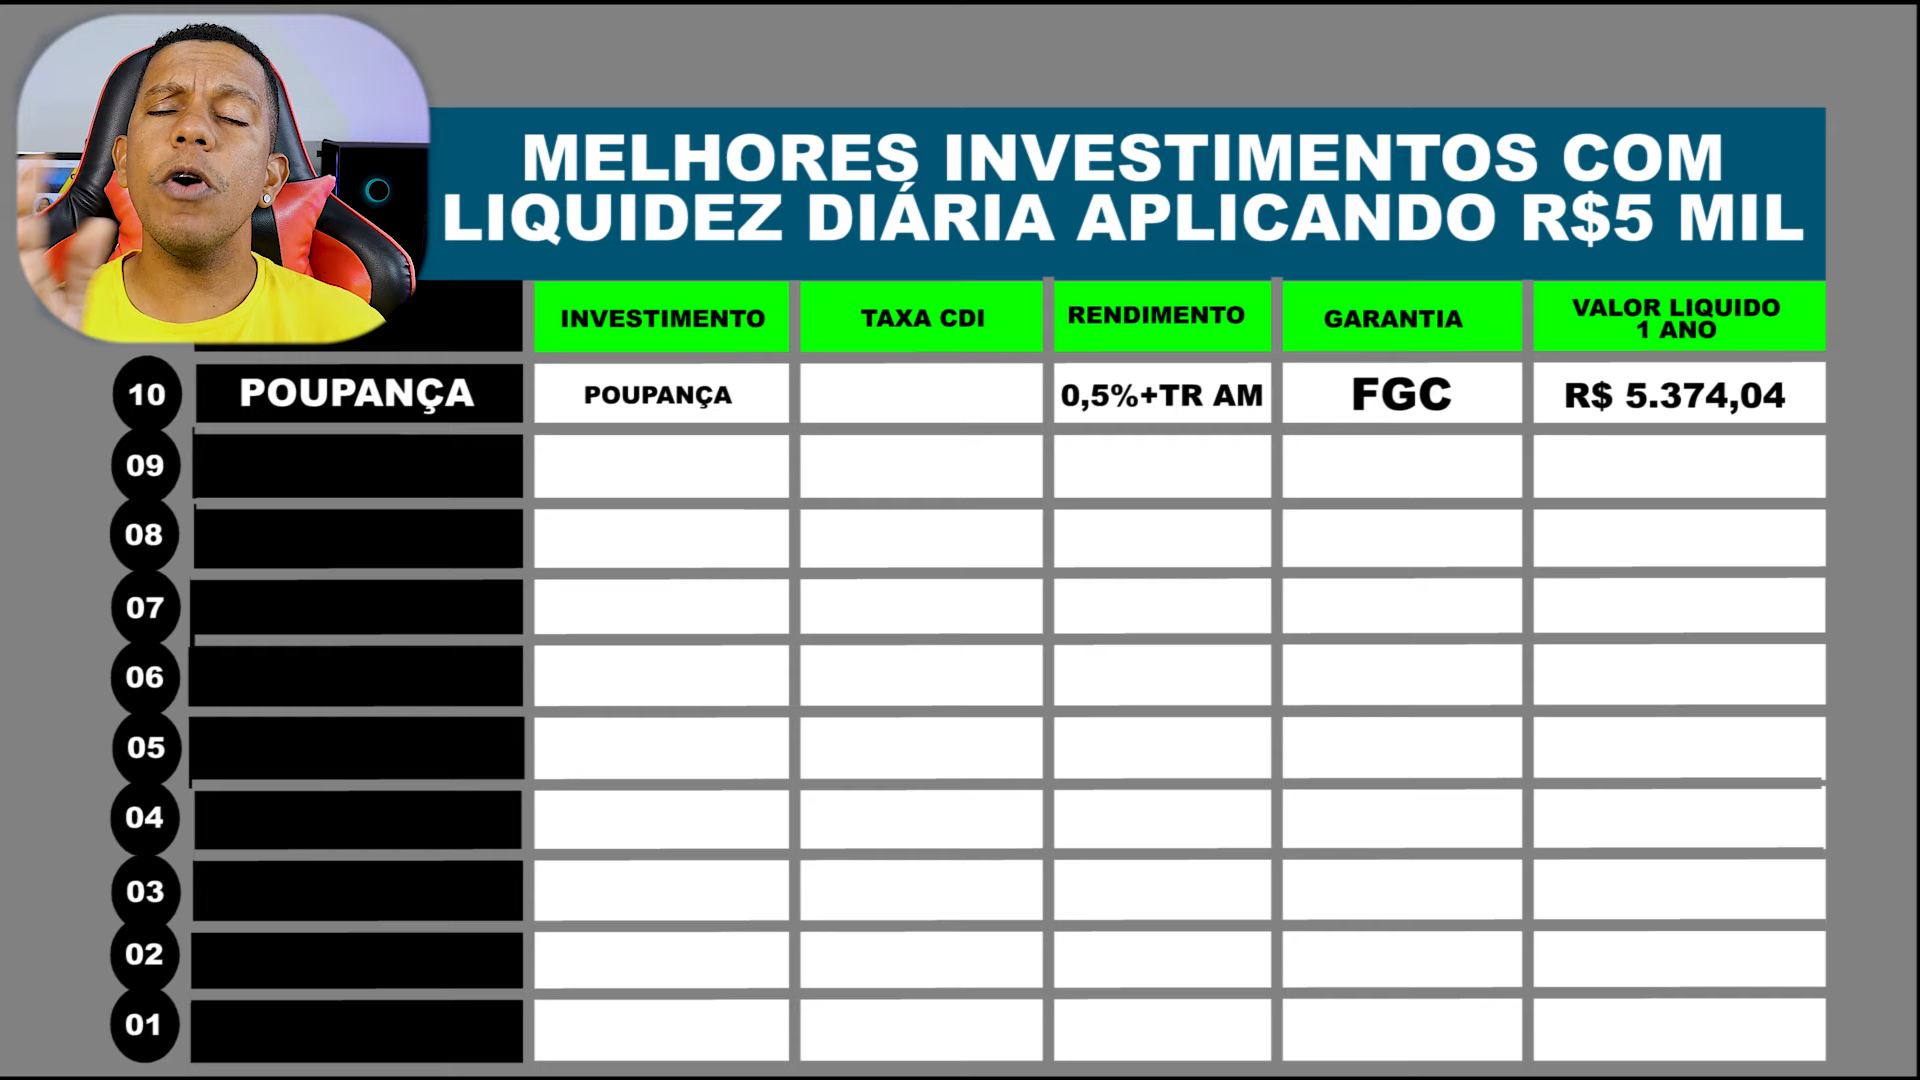 MELHORES INVESTIMENTOS COM
LIQUIDEZ DIÁRIA APLICANDO R$5 MIL
INVESTIMENTO TAXA CDI RENDIMENTO GARANTIA VALOR LIQUIDO
1 ANO
10 POUPANÇA POUPANÇA 0,5%+TR AM FGC R$ 5.374,04
09
08
07
06
05
04
03
02
01